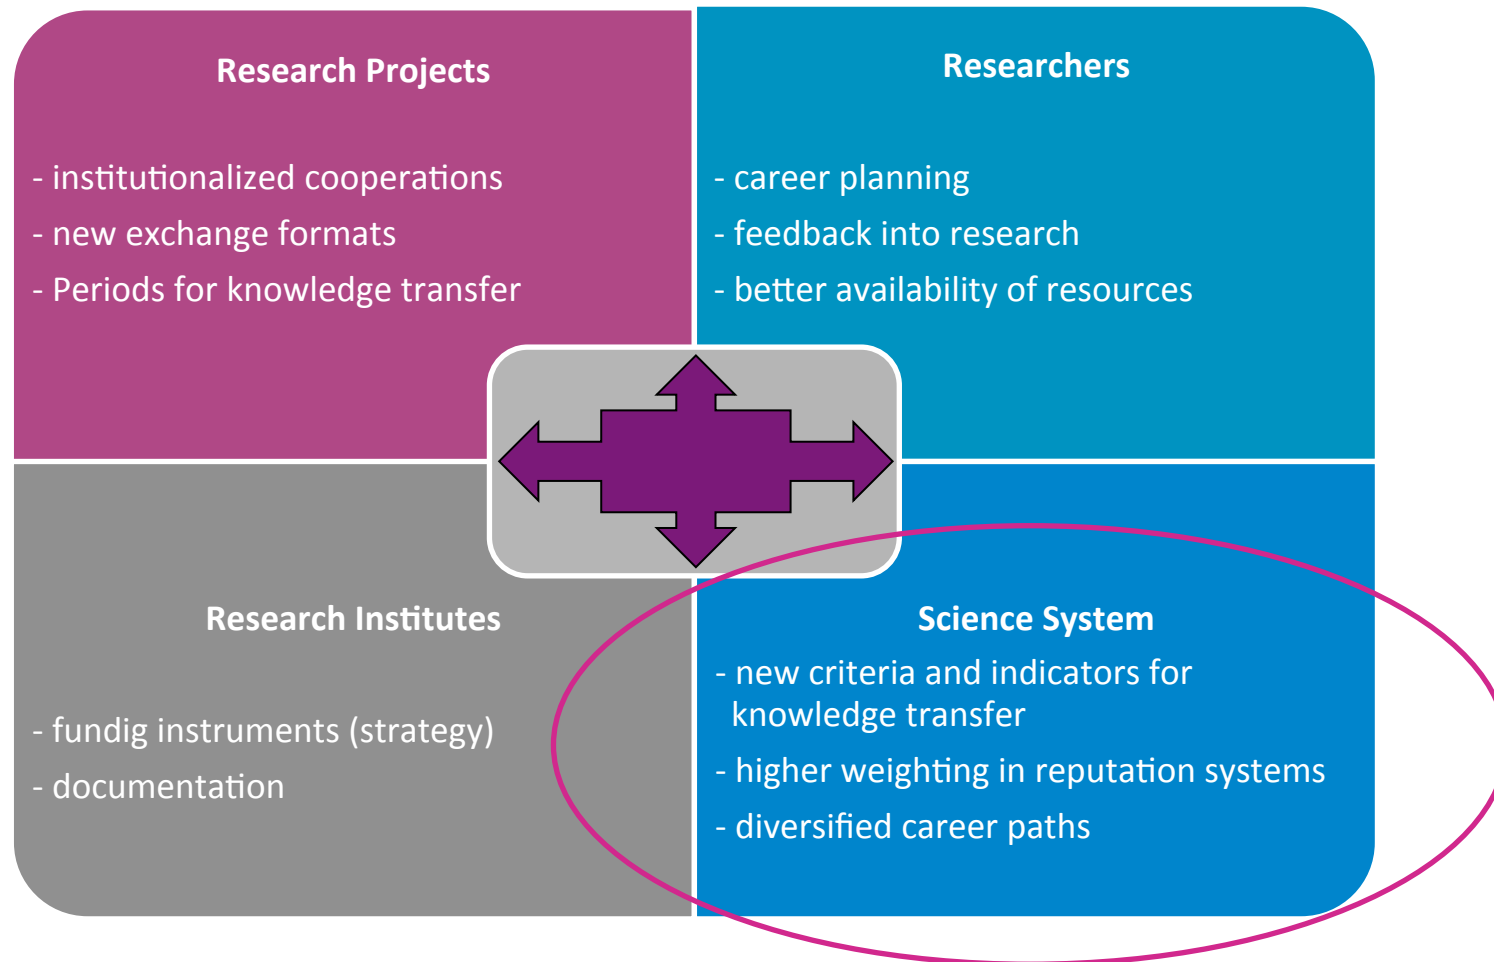 Research Projects
- institutionalized cooperations
- new exchange formats
- Periods for knowledge transfer
Researchers
- career planning
- feedback into research
- better availability of resources
Research Institutes
- fundig instruments (strategy)
- documentation
Science System
- new criteria and indicators for
knowledge transfer
- higher weighting in reputation systems
- diversified career paths